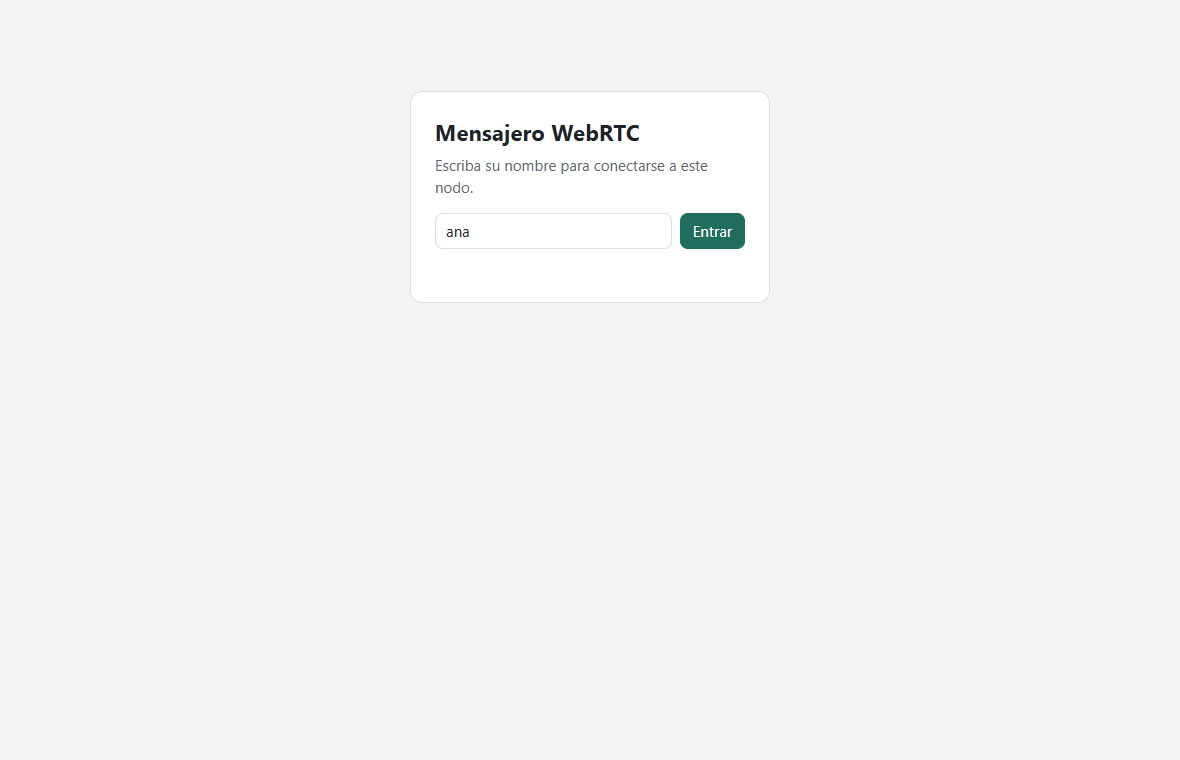 Mensajero WebRTC
Escriba su nombre para conectarse a este
nodo.
ana
Entrar